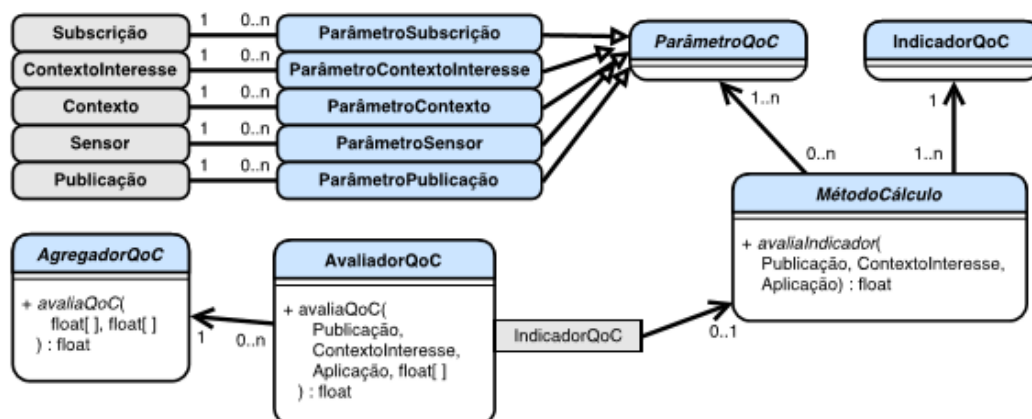 Subscrição
1
0..n
ParâmetroSubscrição
ParâmetroQoC
IndicadorQoC
ContextoInteresse
1
0..n
ParâmetroContextoInteresse
Contexto
1
0..n
ParâmetroContexto
1..n
1
Sensor
1
0..n
ParâmetroSensor
0..n
1..n
Publicação
1
0..n
ParâmetroPublicação
MétodoCálculo
+ avaliaIndicador(
Publicação, ContextoInteresse,
Aplicação) : float
AgregadorQoC
+ avaliaQoC(
float[ ], float[ ]
) : float
1
0..n
AvaliadorQoC
+ avaliaQoC(
Publicação,
ContextoInteresse,
Aplicação, float[ ]
) : float
IndicadorQoC
0..1